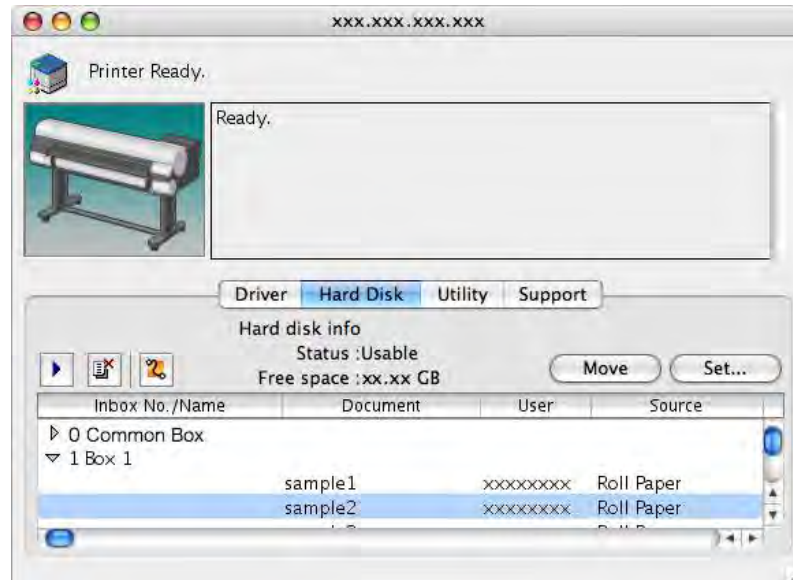 xxx.xxx.xxx.xxx
Printer Ready.
Ready.
Driver Hard Disk Utility Support
Hard disk info
Status :Usable
Free space :xx.xx GB
Move Set...
Inbox No./Name Document User Source
0 Common Box
1 Box 1
sample1 xxxxxxxx Roll Paper
sample2 xxxxxxxx Roll Paper